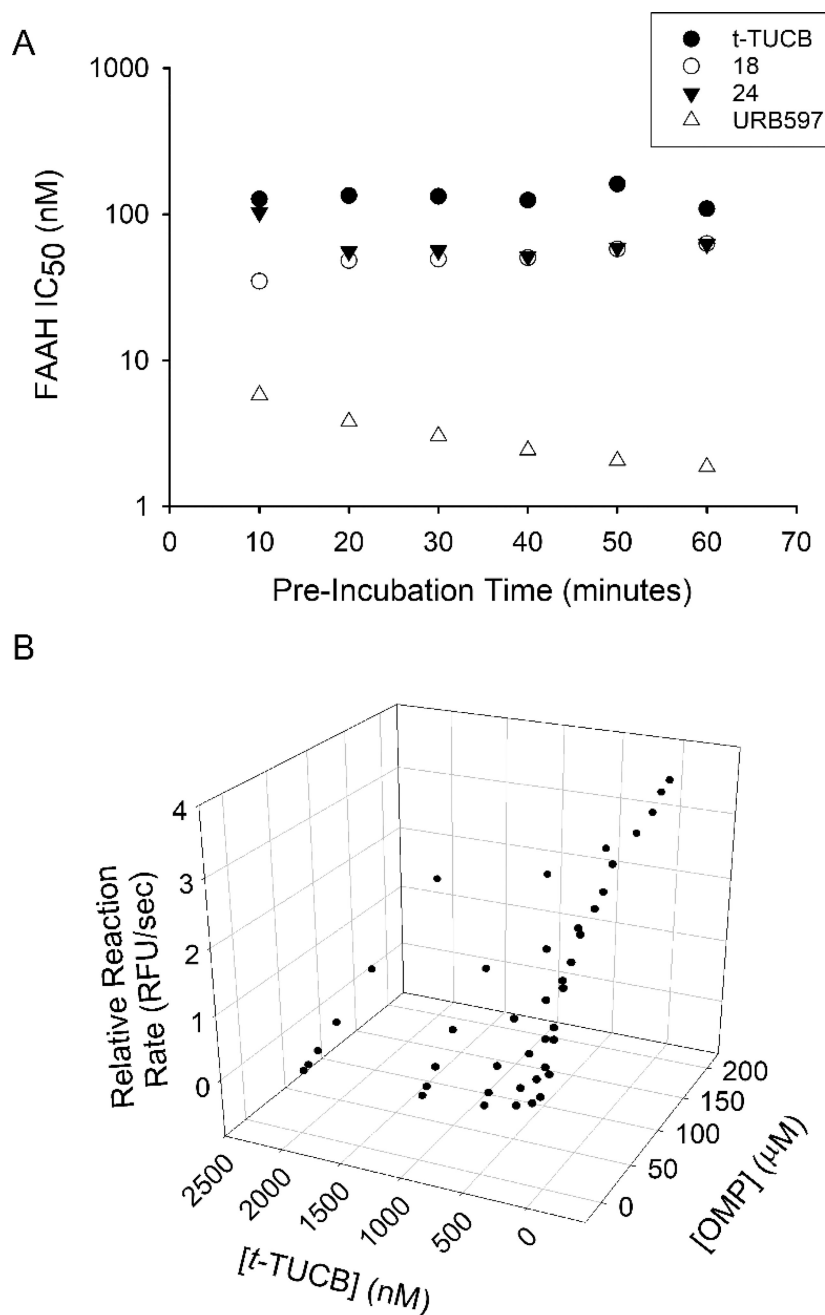 A
t-TUCB
18
24
URB597
1000
100
10
1
FAAH IC50 (nM)
0 10 20 30 40 50 60 70
Pre-Incubation Time (minutes)
B
4
3
2
1
0
Relative Reaction
Rate (RFU/sec)
2500 2000 1500 1000 500 0
[t-TUCB] (nM)
200
150
100
50
0
[OMP] (μM)